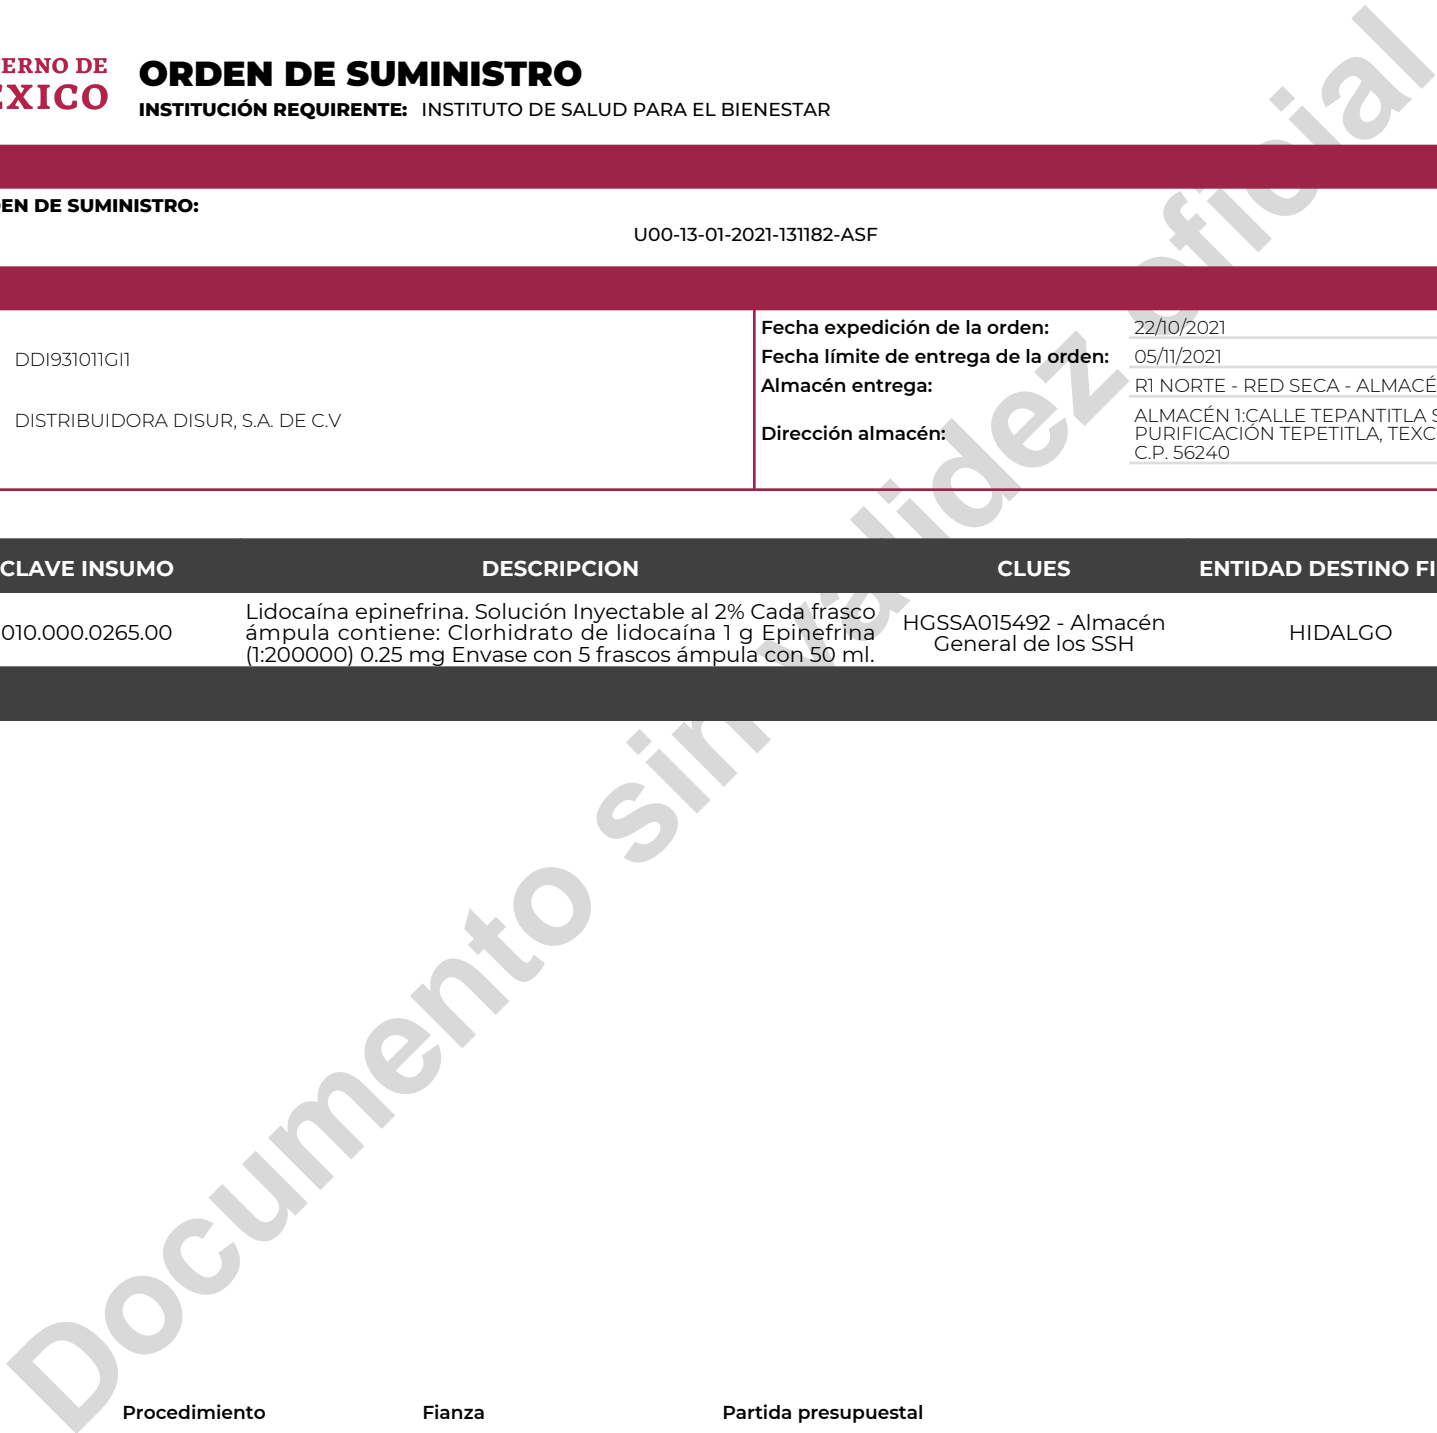 ERNO DE
ÉXICO
ORDEN DE SUMINISTRO
INSTITUCIÓN REQUIRENTE: INSTITUTO DE SALUD PARA EL BIENESTAR
EN DE SUMINISTRO:
U00-13-01-2021-131182-ASF
DDI931011GI1
DISTRIBUIDORA DISUR, S.A. DE C.V
Fecha expedición de la orden: 22/10/2021
Fecha límite de entrega de la orden: 05/11/2021
Almacén entrega: R1 NORTE - RED SECA - ALMACÉ
Dirección almacén:
ALMACÉN 1:CALLE TEPANTITLA S
PURIFICACIÓN TEPETITLA, TEXC
C.P. 56240
CLAVE INSUMO DESCRIPCION CLUES ENTIDAD DESTINO FI
010.000.0265.00
Lidocaína epinefrina. Solución Inyectable al 2% Cada frasco
ámpula contiene: Clorhidrato de lidocaína 1 g Epinefrina
(1:200000) 0.25 mg Envase con 5 frascos ámpula con 50 ml.
HGSSA015492 - Almacén
General de los SSH
HIDALGO
Documento sin validez oficial
Procedimiento Fianza Partida presupuestal